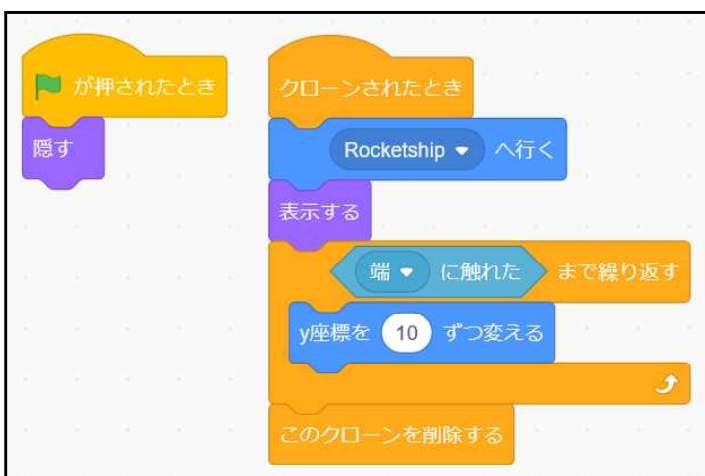 が押されたとき
隠す
クローンされたとき
Rocketship へ行く
表示する
端 に触れた まで繰り返す
y座標を 10 ずつ変える
このクローンを削除する